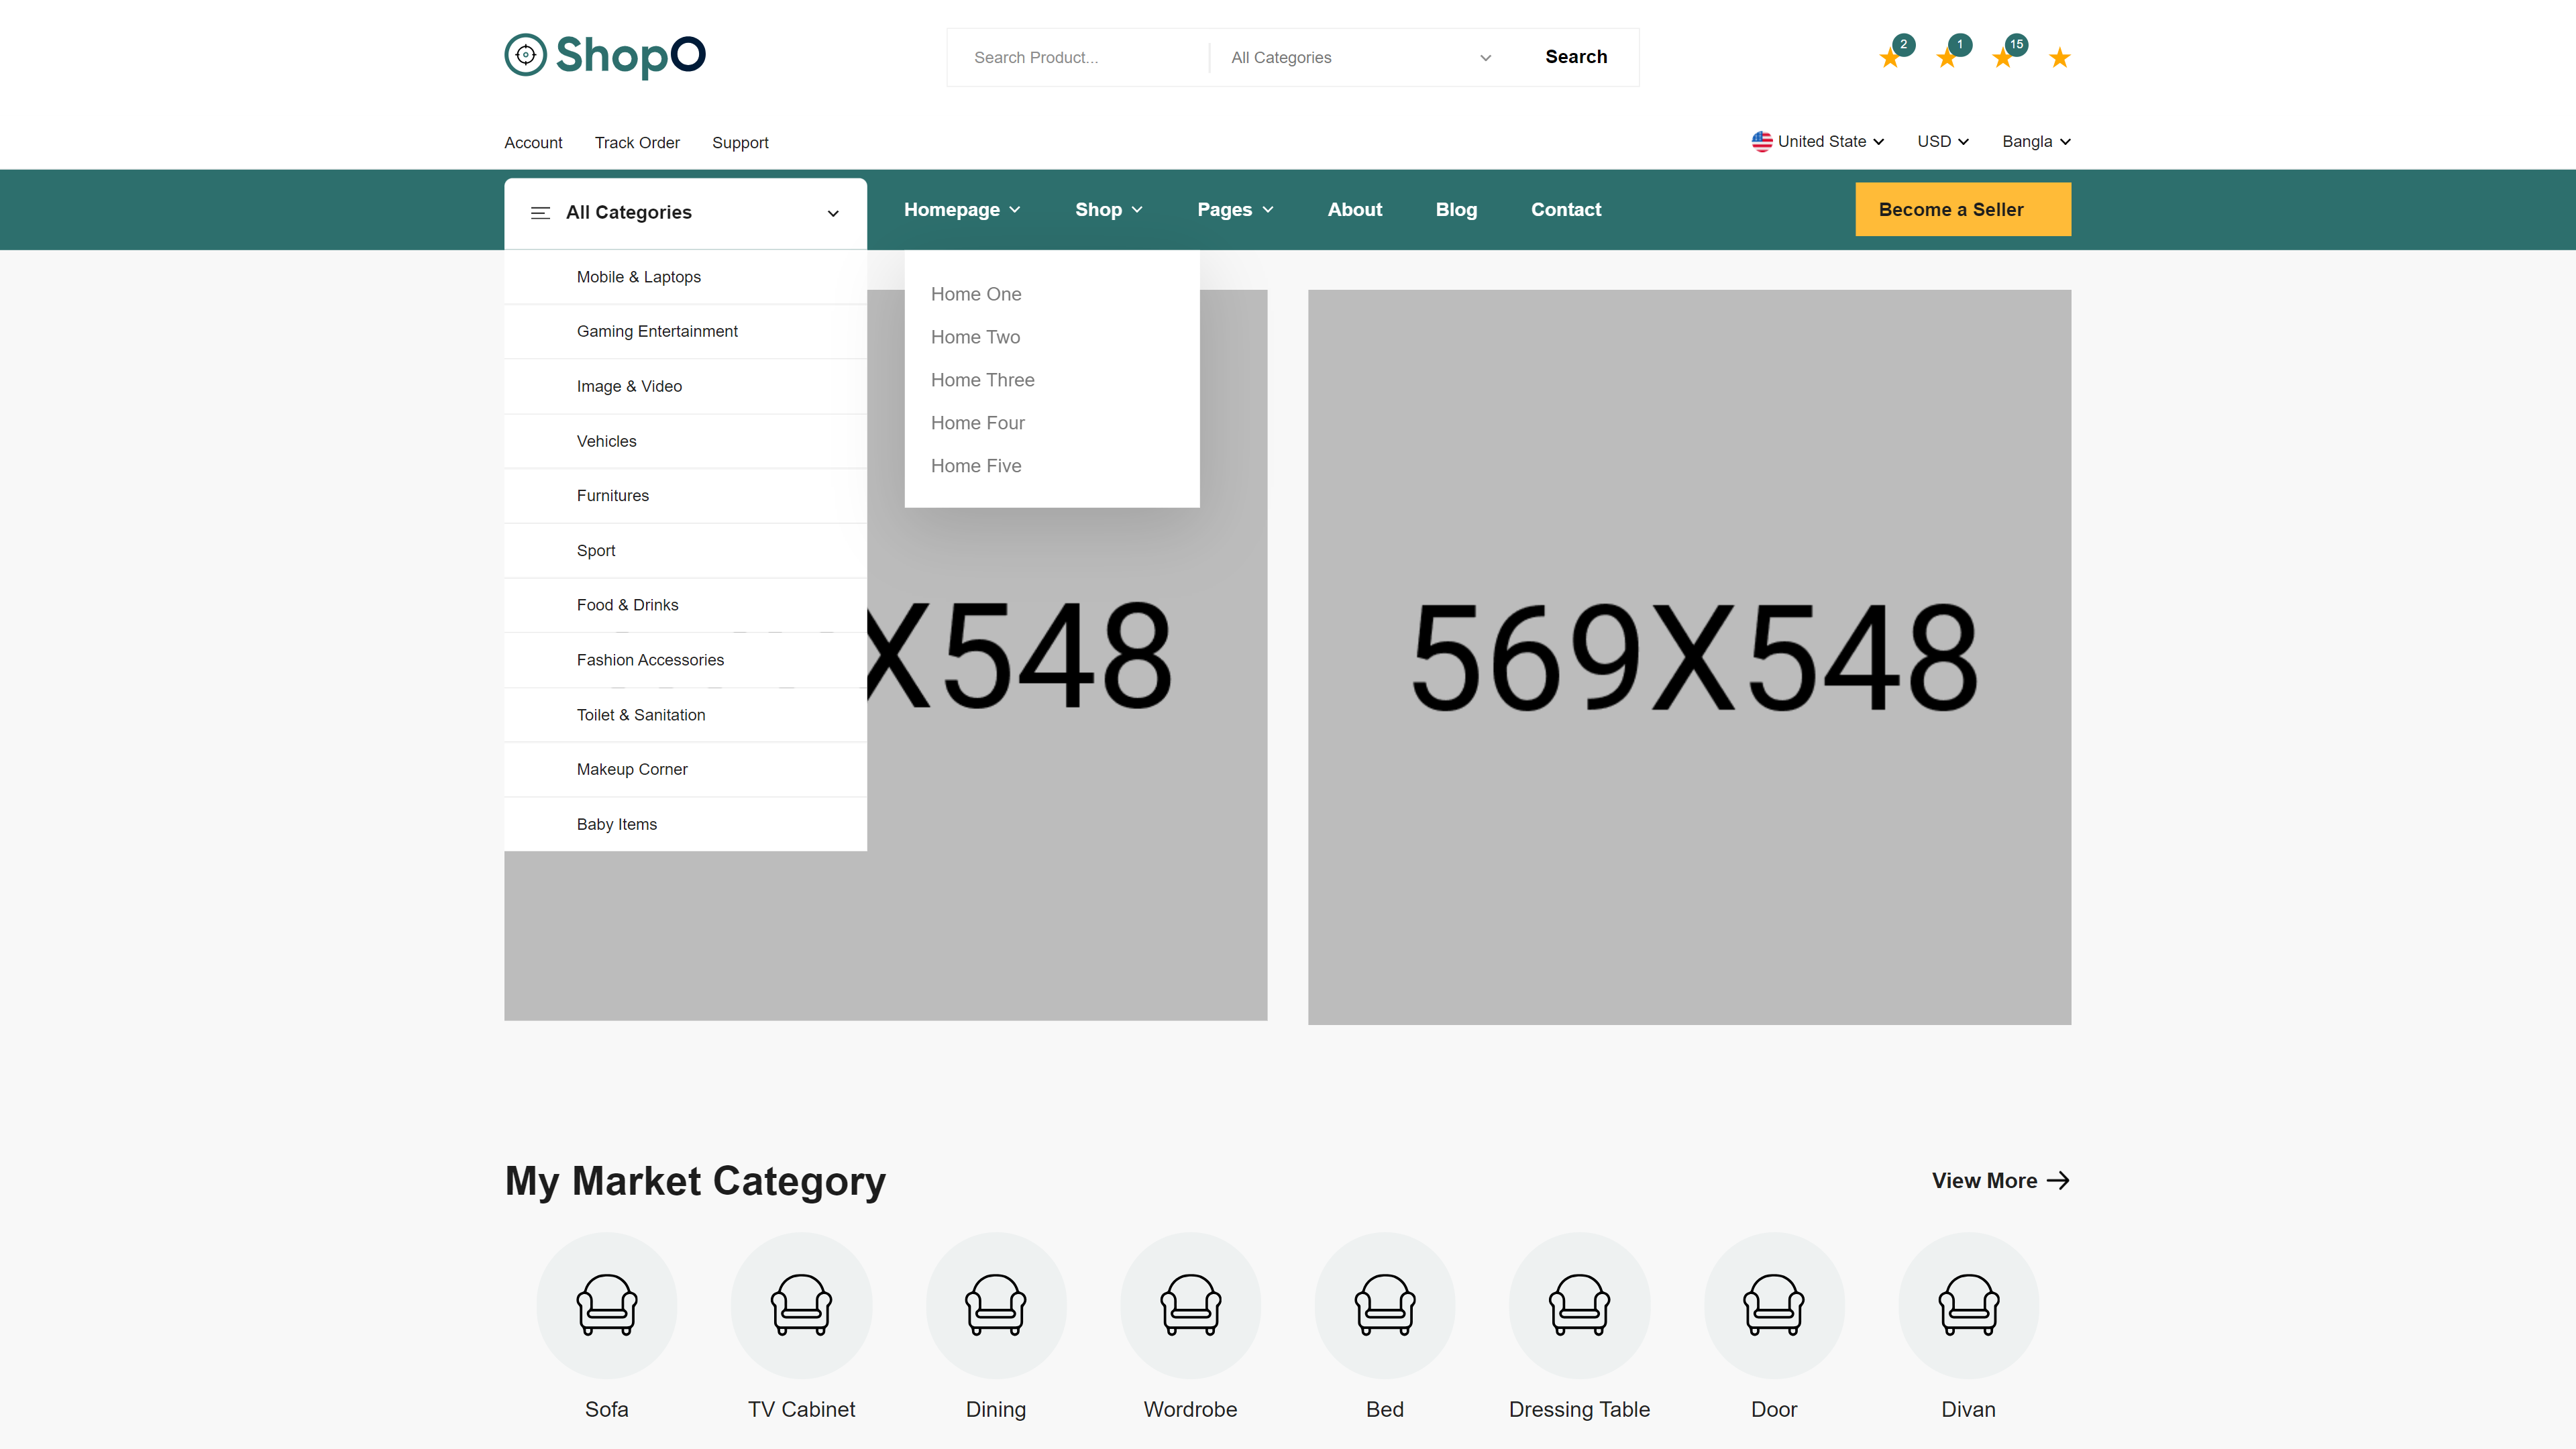 ShopO
Search Product...
All Categories
Search
2
1
15
Account
Track Order
Support
United State
USD
Bangla
All Categories
Homepage
Shop
Pages
About
Blog
Contact
Become a Seller
Mobile & Laptops
Gaming Entertainment
Image & Video
Vehicles
Furnitures
Sport
Food & Drinks
Fashion Accessories
Toilet & Sanitation
Makeup Corner
Baby Items
Home One
Home Two
Home Three
Home Four
Home Five
X548
569X548
My Market Category
View More
Sofa
TV Cabinet
Dining
Wordrobe
Bed
Dressing Table
Door
Divan